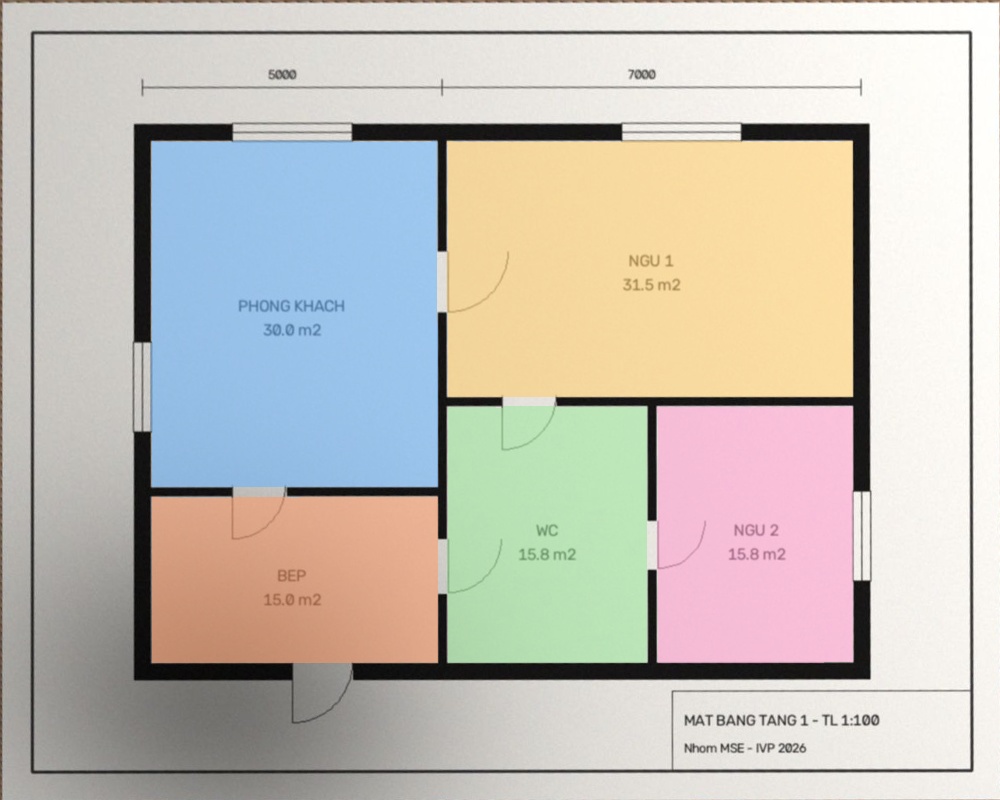 5000
7000
NGU 1
31.5 m2
PHONG KHACH
30.0 m2
WC
15.8 m2
NGU 2
15.8 m2
BEP
15.0 m2
MAT BANG TANG 1 - TL 1:100
Nhom MSE - IVP 2026